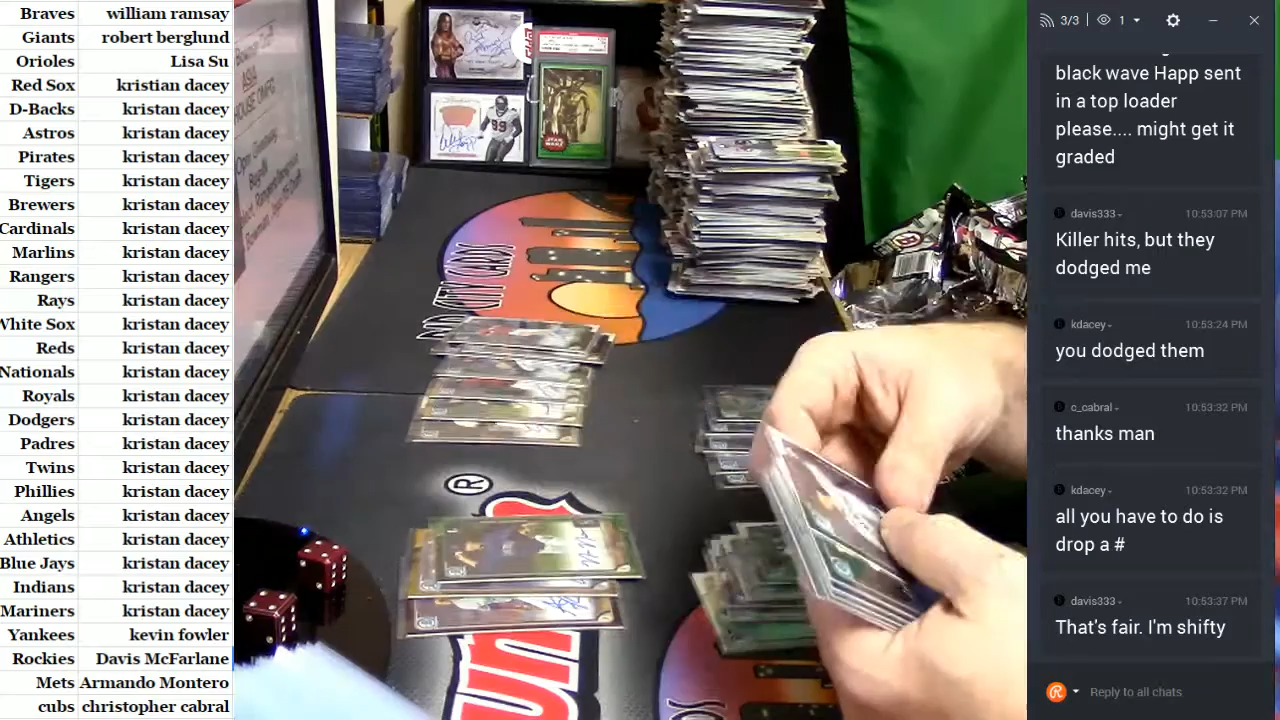 Braves william ramsay
Giants robert berglund
Orioles Lisa Su
Red Sox kristian dacey
D-Backs kristan dacey
Astros kristan dacey
Pirates kristan dacey
Tigers kristan dacey
Brewers kristan dacey
Cardinals kristan dacey
Marlins kristan dacey
Rangers kristan dacey
Rays kristan dacey
White Sox kristan dacey
Reds kristan dacey
Nationals kristan dacey
Royals kristan dacey
Dodgers kristan dacey
Padres kristan dacey
Twins kristan dacey
Phillies kristan dacey
Angels kristan dacey
Athletics kristan dacey
Blue Jays kristan dacey
Indians kristan dacey
Mariners kristan dacey
Yankees kevin fowler
Rockies Davis McFarlane
Mets Armando Montero
cubs christopher cabral
STAR WARS
CITY CARDS
®
3/3 1
black wave Happ sent
in a top loader
please.... might get it
graded
davis333 10:53:07 PM
Killer hits, but they
dodged me
kdacey 10:53:24 PM
you dodged them
c_cabral 10:53:32 PM
thanks man
kdacey 10:53:32 PM
all you have to do is
drop a #
davis333 10:53:37 PM
That's fair. I'm shifty
Reply to all chats